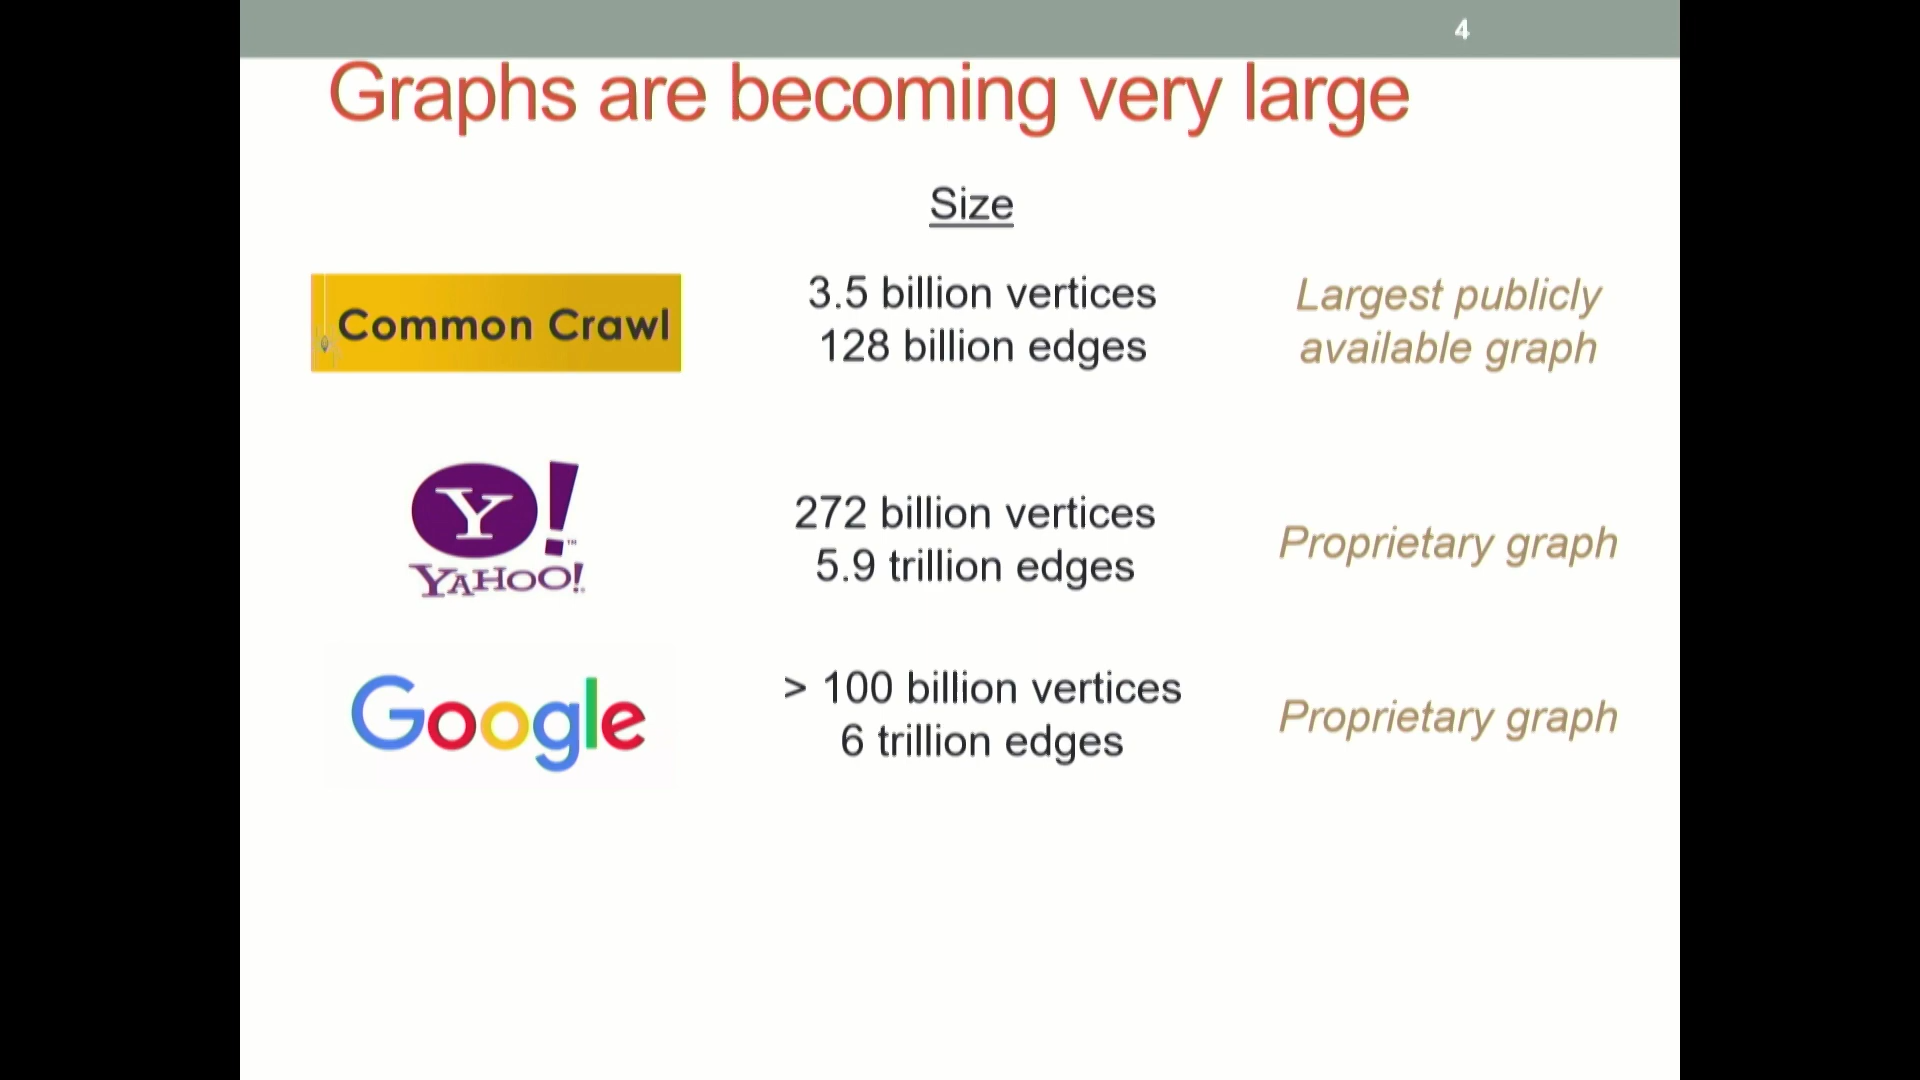 4
Graphs are becoming very large
Size
Common Crawl
3.5 billion vertices
128 billion edges
Largest publicly
available graph
Y!
YAHOO!
272 billion vertices
5.9 trillion edges
Proprietary graph
Google
> 100 billion vertices
6 trillion edges
Proprietary graph